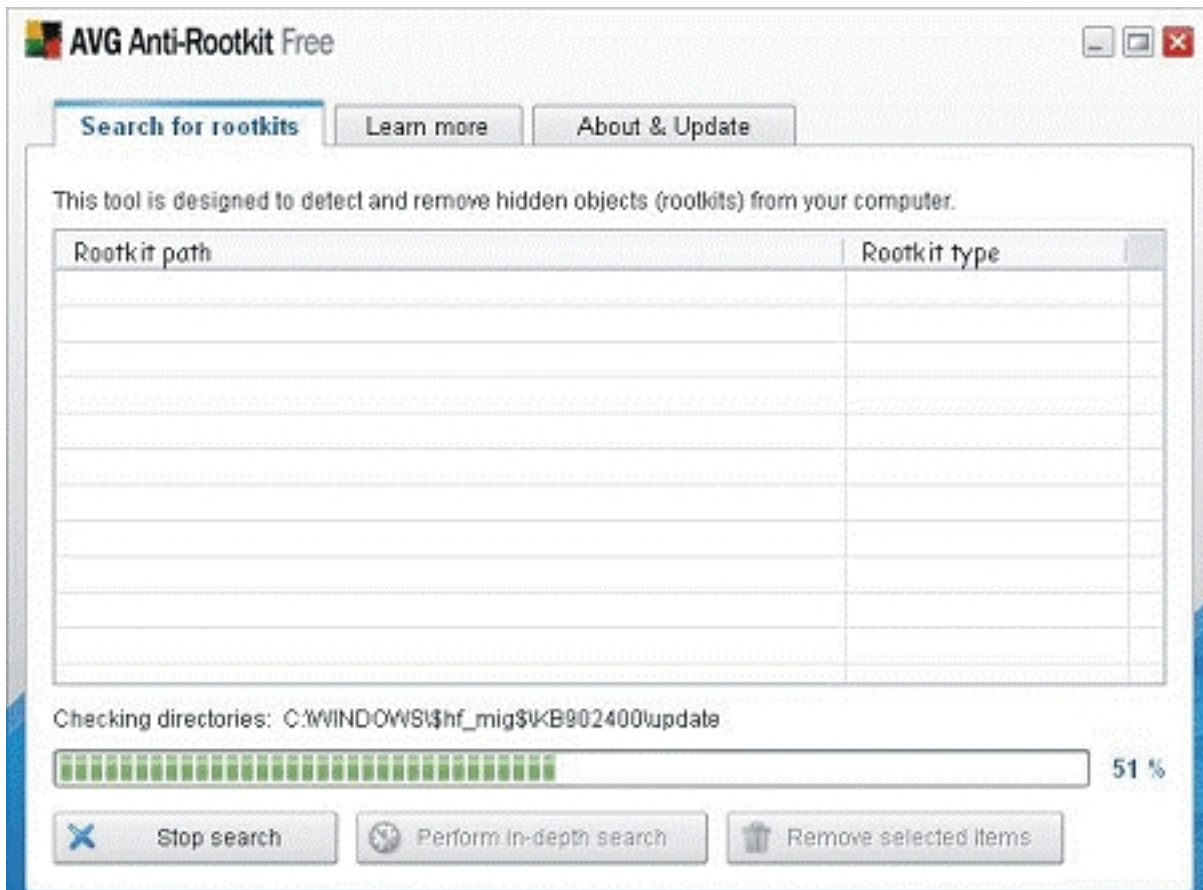 AVG Anti-Rootkit Free
Search for rootkits
Learn more
About & Update
This tool is designed to detect and remove hidden objects (rootkits) from your computer.
Rootkit path
Rootkit type
Checking directories: C:\WINDOWS\$hf_mig$\KB902400\update
51 %
Stop search
Perform in-depth search
Remove selected items